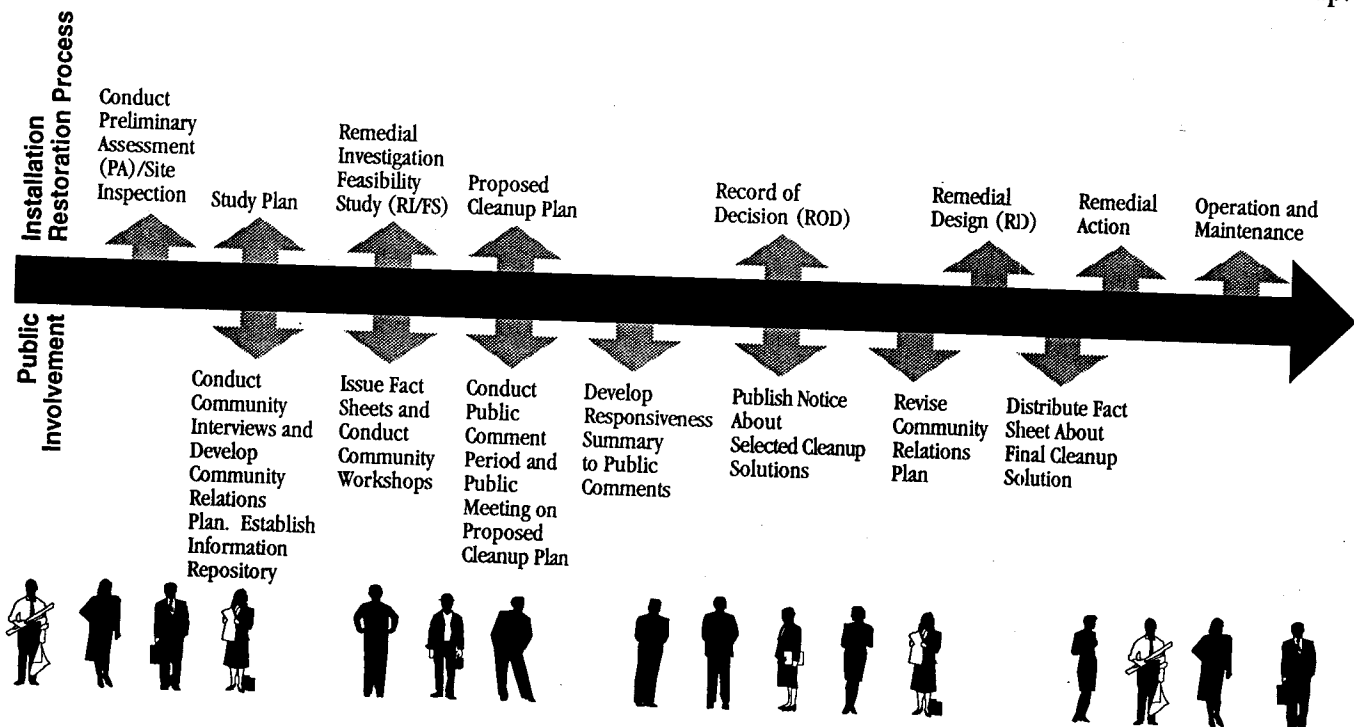 Installation
Restoration Process
Conduct
Preliminary
Assessment
(PA)/Site
Inspection
Study Plan
Remedial
Investigation
Feasibility
Study (RI/FS)
Proposed
Cleanup Plan
Record of
Decision (ROD)
Remedial
Design (RD)
Remedial
Action
Operation and
Maintenance
Public
Involvement
Conduct
Community
Interviews and
Develop
Community
Relations
Plan. Establish
Information
Repository
Issue Fact
Sheets and
Conduct
Community
Workshops
Conduct
Public
Comment
Period and
Public
Meeting on
Proposed
Cleanup Plan
Develop
Responsiveness
Summary
to Public
Comments
Publish Notice
About
Selected Cleanup
Solutions
Revise
Community
Relations
Plan
Distribute Fact
Sheet About
Final Cleanup
Solution